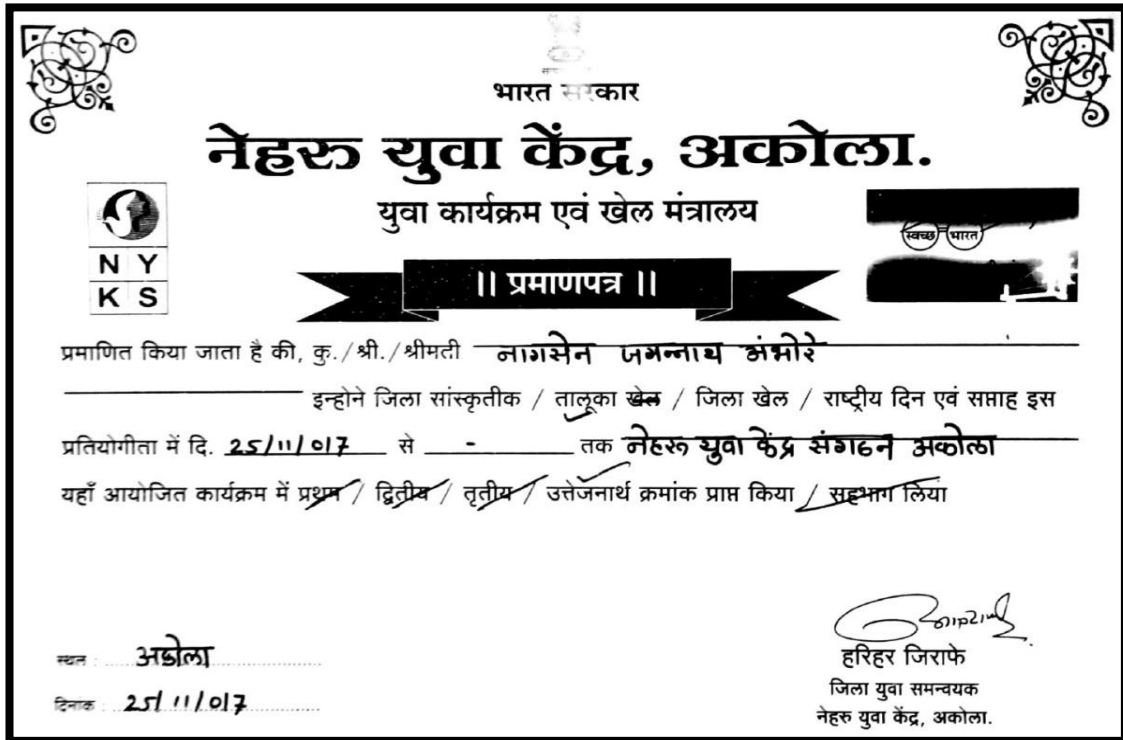 भारत सरकार
नेहरू युवा केंद्र, अकोला.
युवा कार्यक्रम एवं खेल मंत्रालय
N Y
K S
स्वच्छ भारत
|| प्रमाणपत्र ||
प्रमाणित किया जाता है की, कु./श्री./श्रीमती नागसेन जगन्नाथ अंभोरे
इन्होने जिला सांस्कृतीक / तालूका खेल / जिला खेल / राष्ट्रीय दिन एवं सप्ताह इस
प्रतियोगीता में दि. 25/11/017 से - तक नेहरू युवा केंद्र संगठन अकोला
यहाँ आयोजित कार्यक्रम में प्रथम / द्वितीय / तृतीय / उत्तेजनार्थ क्रमांक प्राप्त किया / सहभाग लिया
स्थल : अकोला
दिनांक : 25/11/017
हरिहर जिराफे
जिला युवा समन्वयक
नेहरु युवा केंद्र, अकोला.